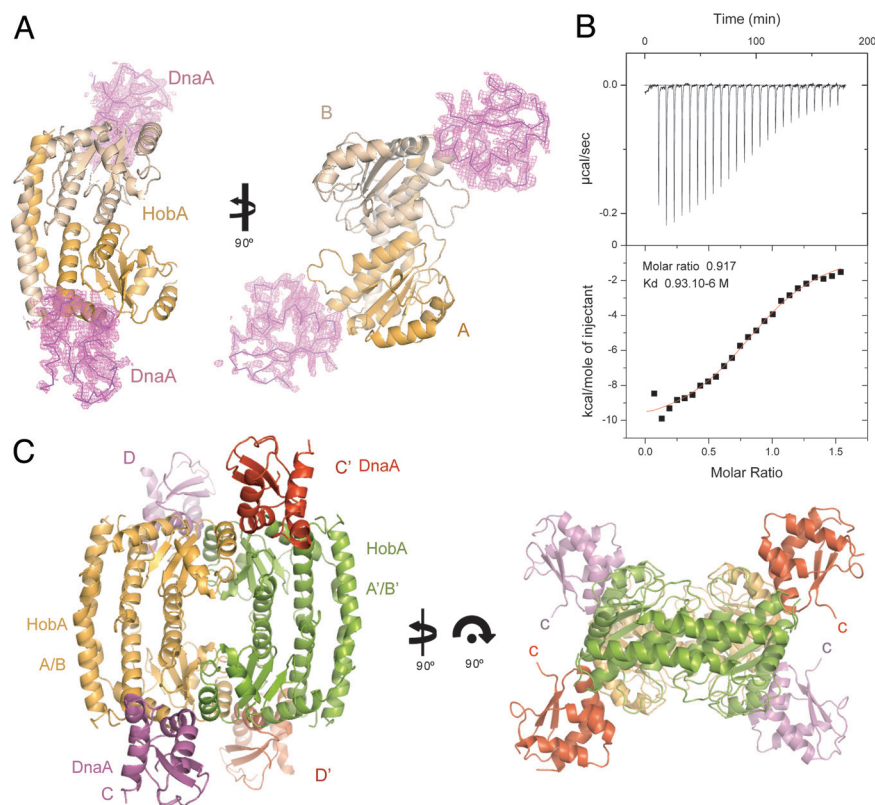 A
DnaA
HobA
DnaA
90º
B
A
B
Time (min)
0
100
200
0.0
-0.2
µcal/sec
0
-2
-4
-6
-8
-10
kcal/mole of injectant
Molar ratio 0.917
Kd 0.93.10-6 M
0.0
0.5
1.0
1.5
Molar Ratio
C
D
C' DnaA
HobA
A'/B'
HobA
A/B
DnaA
C
D'
90º
90º
C
C
C
C